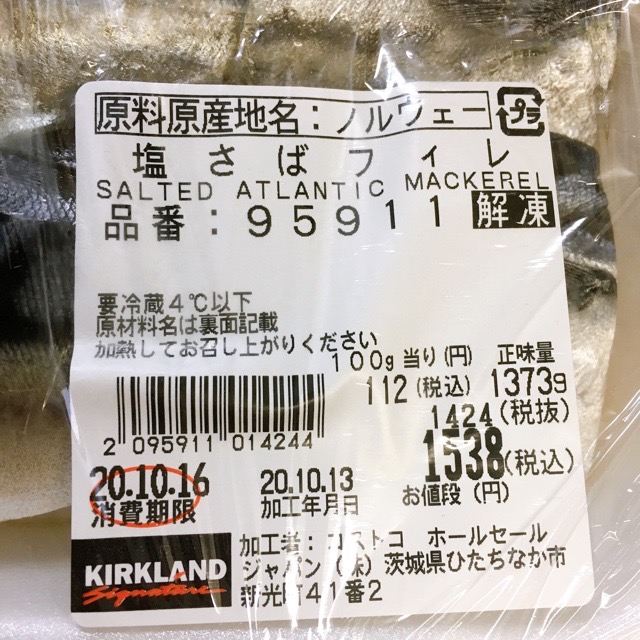 原料原産地名：ノルウェー
プラ
塩さばフィレ
SALTED ATLANTIC MACKEREL
品番：95911 解凍
要冷蔵4℃以下
原材料名は裏面記載
加熱してお召し上がりください
100g当り(円) 正味量
112(税込) 1373g
1424(税抜)
1538(税込)
お値段(円)
2 095911 014244
20.10.16 20.10.13
消費期限 加工年月日
加工者：コストコ ホールセール
ジャパン(株)茨城県ひたちなか市
新光町41番2
KIRKLAND
Signature